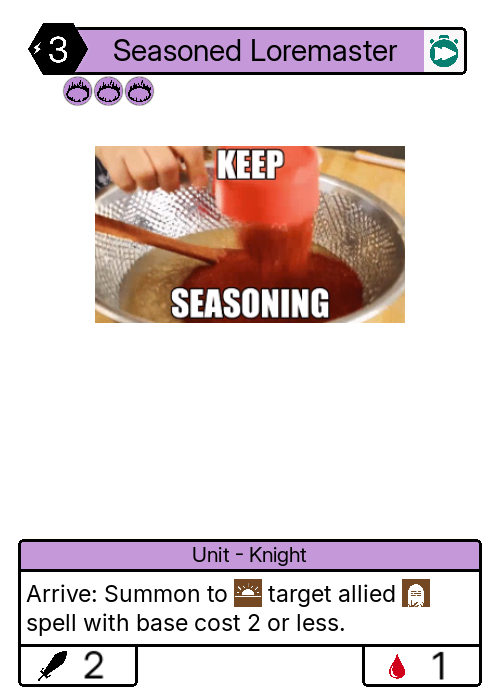 3 Seasoned Loremaster
KEEP
SEASONING
Unit - Knight
Arrive: Summon to target allied
spell with base cost 2 or less.
2 1